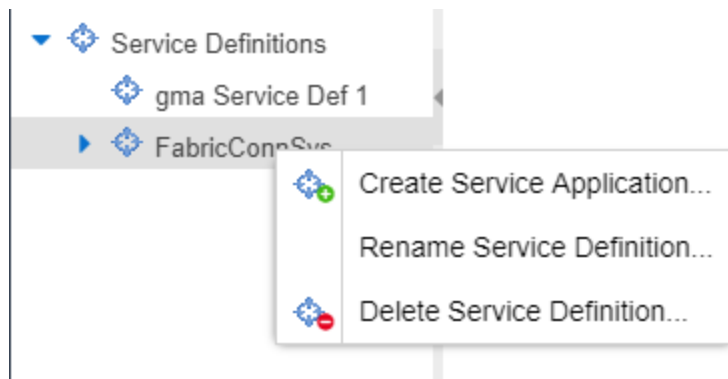 Service Definitions
gma Service Def 1
FabricConnSys
Create Service Application...
Rename Service Definition...
Delete Service Definition...